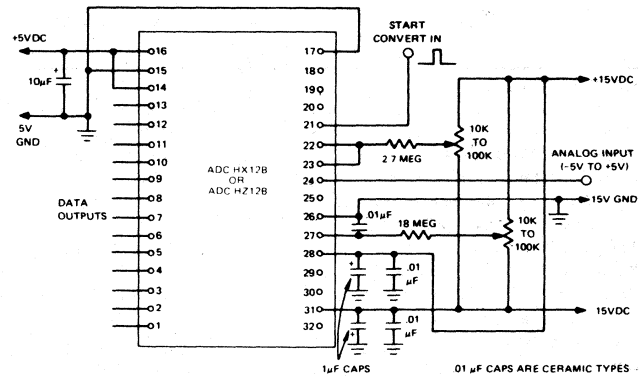 START
CONVERT IN
+5VDC
10µF
+
5V
GND
DATA
OUTPUTS
16
15
14
13
12
11
10
9
8
7
6
5
4
3
2
1
ADC HX12B
OR
ADC HZ12B
17
18
19
20
21
22
23
24
25
26
27
28
29
30
31
32
2.7 MEG
10K
TO
100K
+15VDC
ANALOG INPUT
(−5V TO +5V)
.01µF
15V GND
18 MEG
10K
TO
100K
+
.01
µF
15VDC
+
.01
µF
1µF CAPS
.01 µF CAPS ARE CERAMIC TYPES